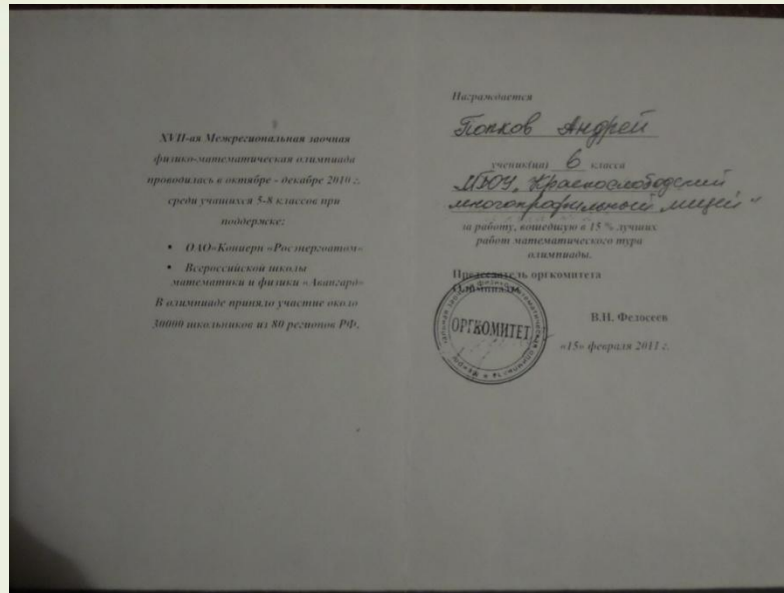 XVII-ая Межрегиональная заочная
физико-математическая олимпиада
проводилась в октябре - декабре 2010 г.
среди учащихся 5-8 классов при
поддержке:
▪ ОАО«Концерн «Росэнергоатом»
▪ Всероссийской школы
математики и физики «Авангард»
В олимпиаде приняло участие около
30000 школьников из 80 регионов РФ.
Награждается
Попков Андрей
ученик(ца) 6 класса
МБОУ "Краснослободский
многопрофильный лицей"
за работу, вошедшую в 15 % лучших
работ математического тура
олимпиады.
Председатель оргкомитета
Олимпиады
ОРГКОМИТЕТ
В.Н. Федосеев
«15» февраля 2011 г.